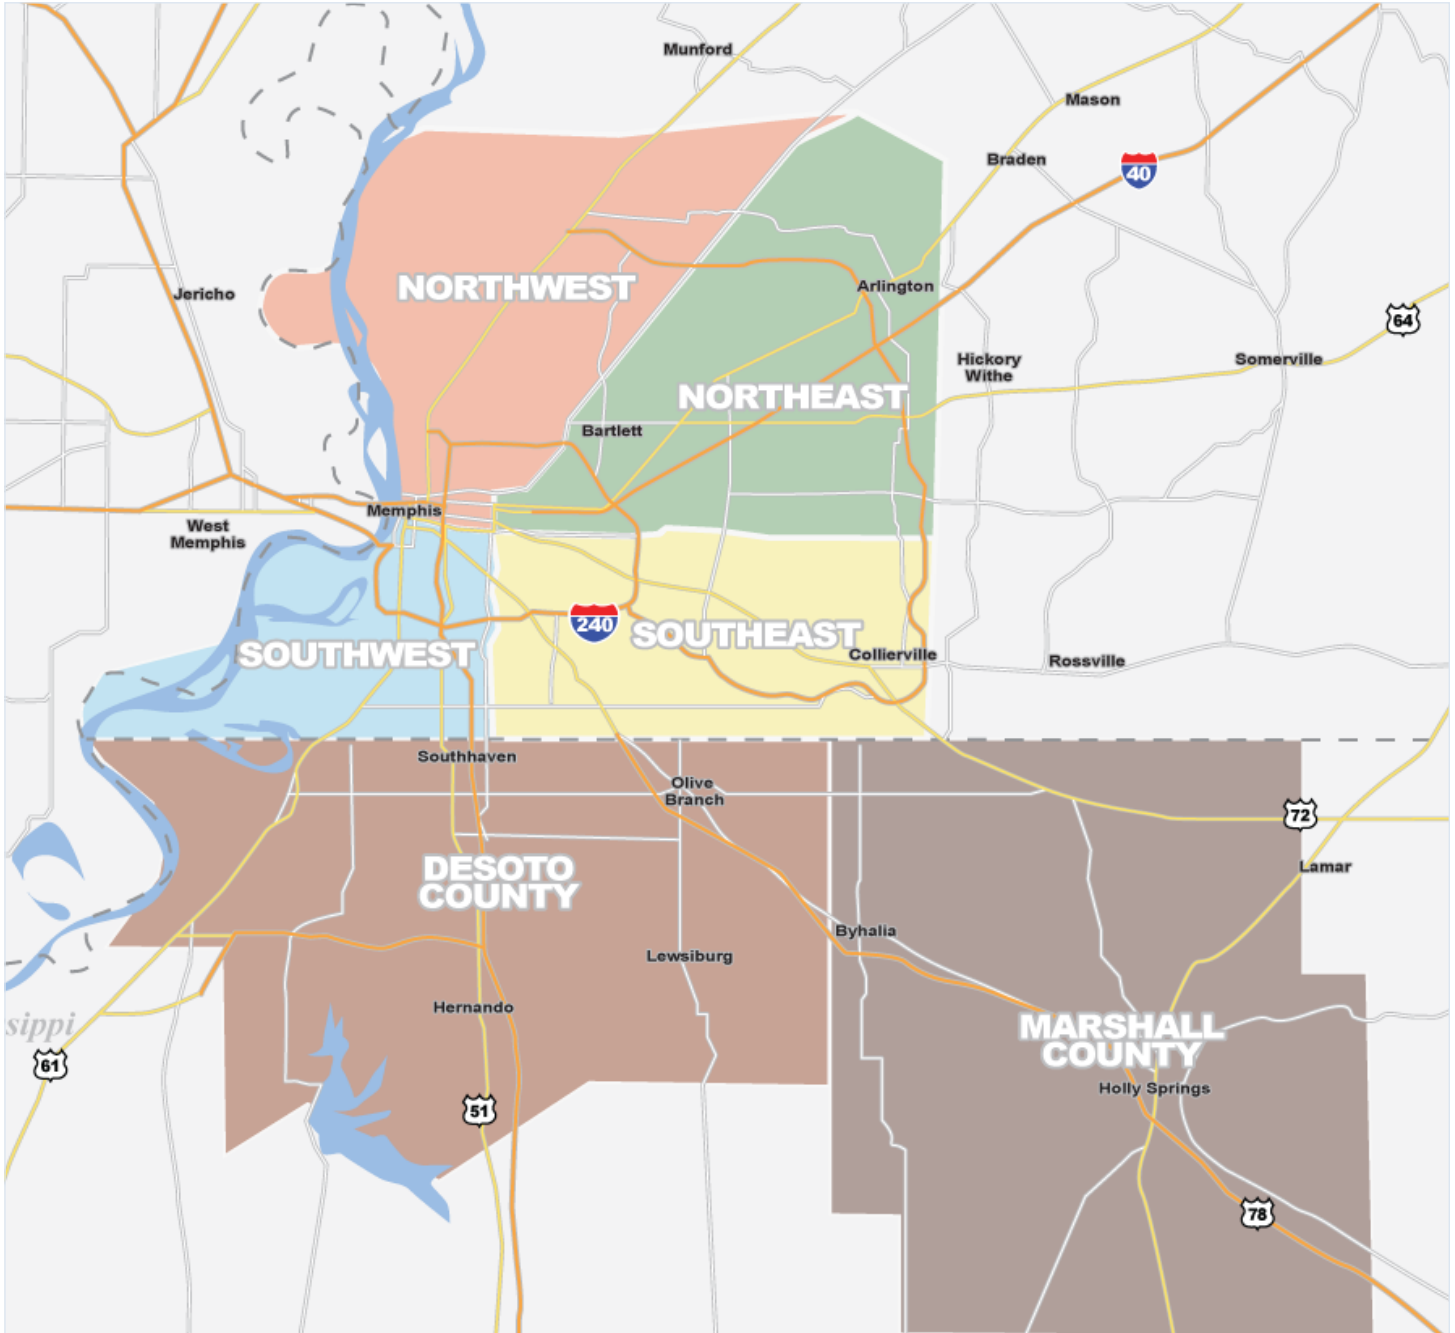 Munford
Mason
Braden
40
NORTHWEST
Jericho
Arlington
64
Hickory
Withe
Somerville
NORTHEAST
Bartlett
Memphis
West
Memphis
240
SOUTHEAST
SOUTHWEST
Collierville
Rossville
Southhaven
Olive
Branch
72
DESOTO
COUNTY
Lamar
Byhalia
Lewsiburg
Hernando
sippi
MARSHALL
COUNTY
61
Holly Springs
51
78